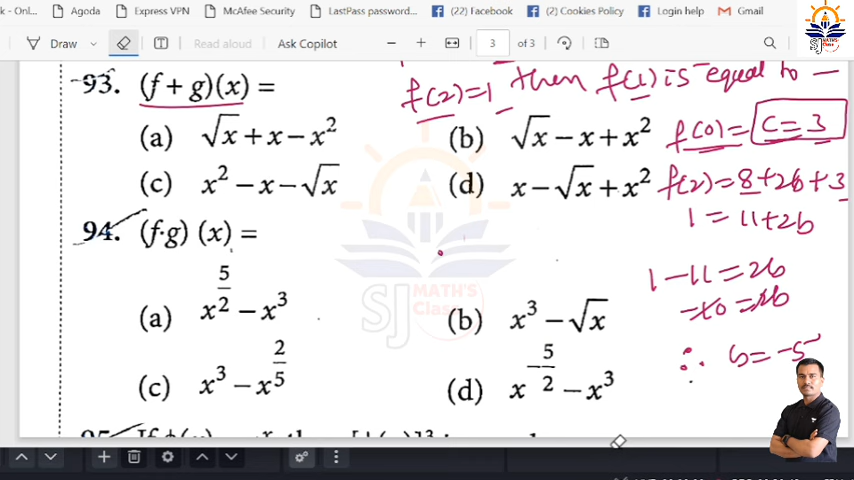 k - Onl...
Agoda
Express VPN
McAfee Security
LastPass password...
(22) Facebook
(2) Cookies Policy
Login help
Gmail
Draw
Read aloud
Ask Copilot
3 of 3
f(2)=1 then f(1) is equal to —
93. (f + g)(x) =
(a) √x + x − x²
(b) √x − x + x²
(c) x² − x − √x
(d) x − √x + x²
f(0) = C = 3
f(2) = 8+2b+3
1 = 11+2b
1−11 = 2b
−10 = 2b
∴ b = −5
94. (f·g) (x) =
(a) x^(5/2) − x³
(b) x³ − √x
(c) x³ − x^(2/5)
(d) x^(−5/2) − x³
SJ MATH'S Class